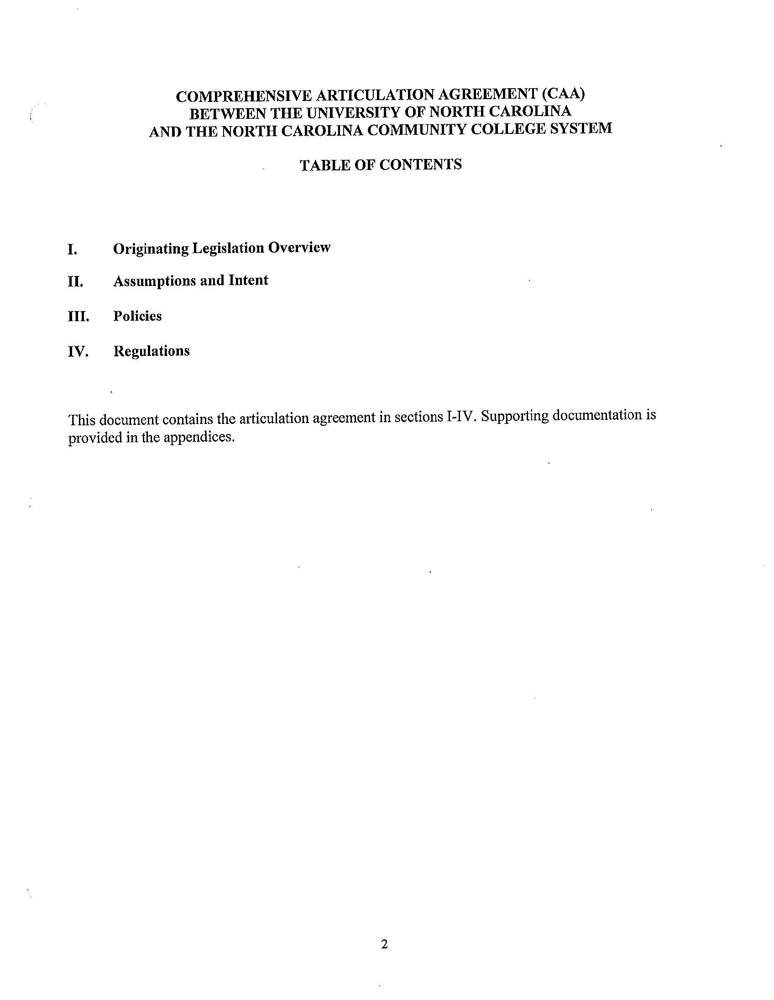 COMPREHENSIVE ARTICULATION AGREEMENT (CAA)
BETWEEN THE UNIVERSITY OF NORTH CAROLINA
AND THE NORTH CAROLINA COMMUNITY COLLEGE SYSTEM
TABLE OF CONTENTS
I. Originating Legislation Overview
II. Assumptions and Intent
III. Policies
IV. Regulations
This document contains the articulation agreement in sections I-IV. Supporting documentation is
provided in the appendices.
2